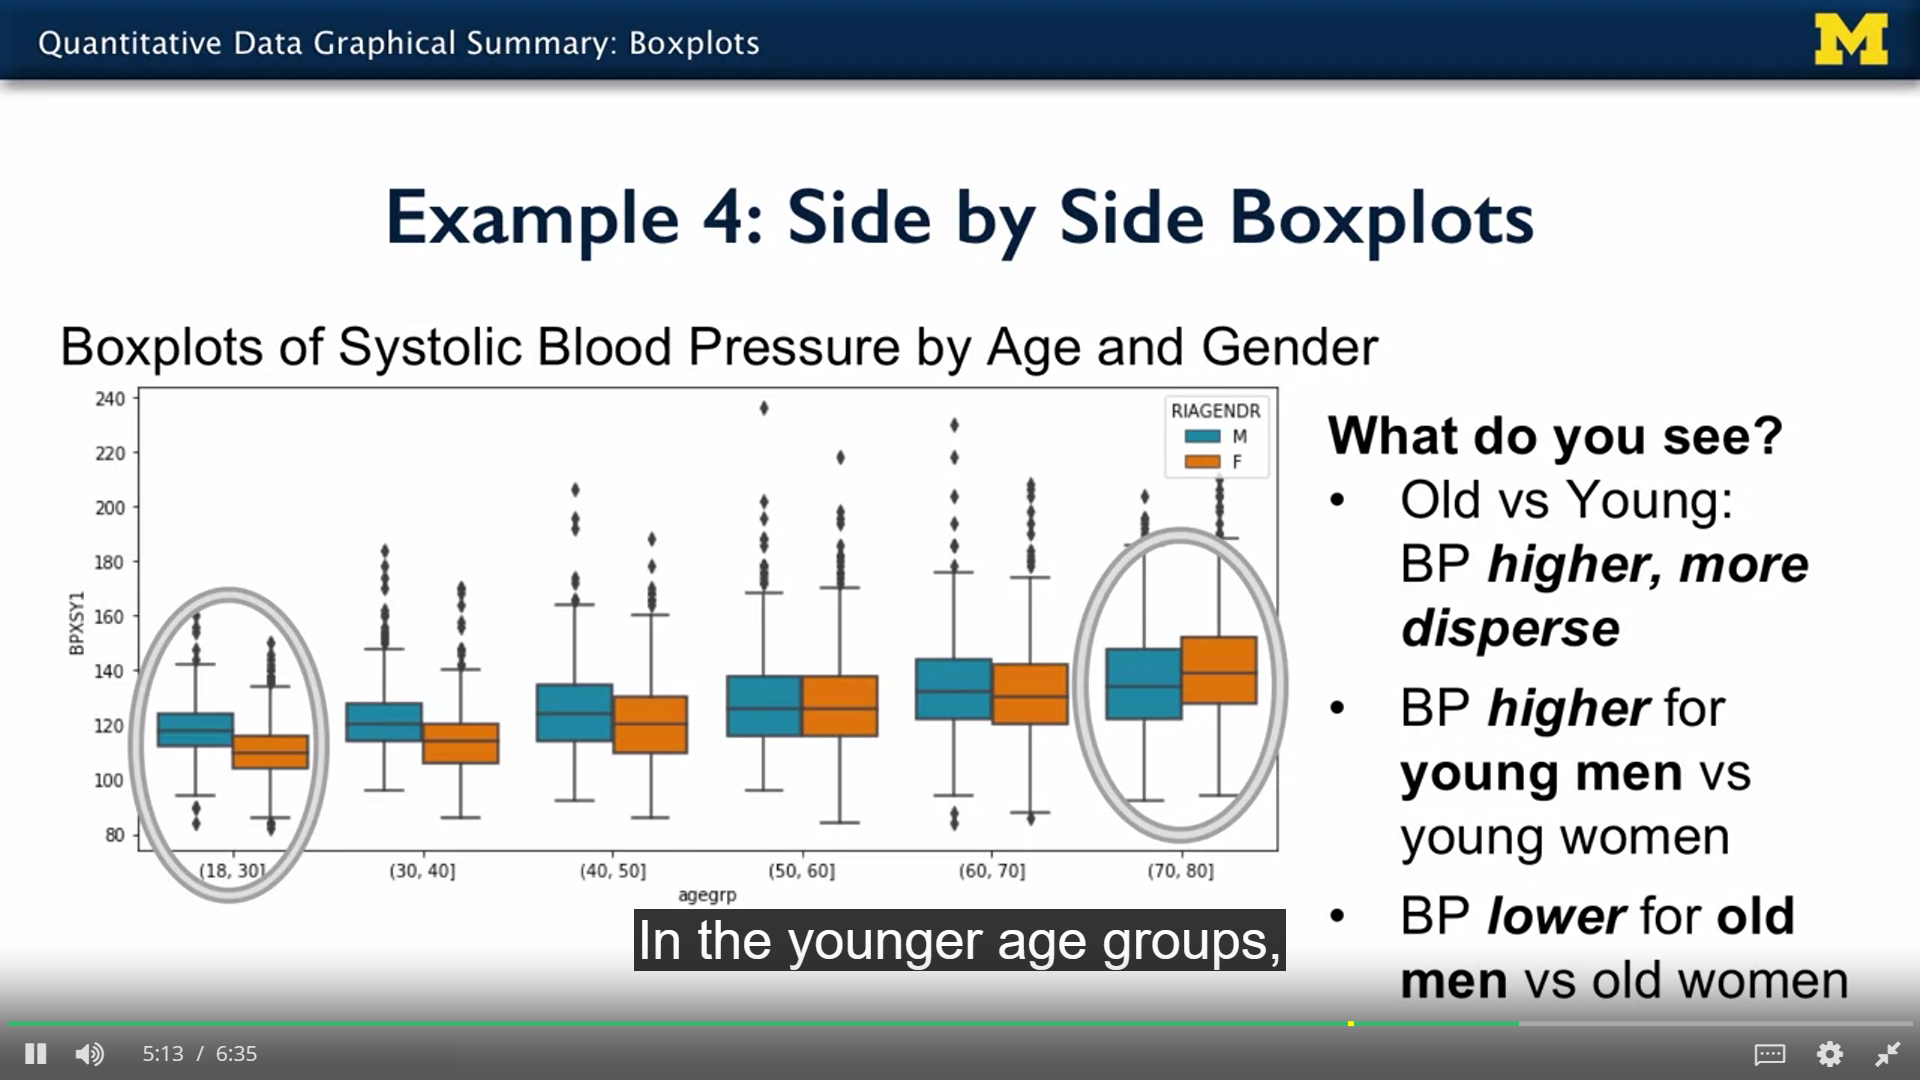 Quantitative Data Graphical Summary: Boxplots
M
Example 4: Side by Side Boxplots
Boxplots of Systolic Blood Pressure by Age and Gender
240
220
200
180
160
140
120
100
80
BPXSY1
RIAGENDR
M
F
(18, 30]
(30, 40]
(40, 50]
(50, 60]
(60, 70]
(70, 80]
agegrp
What do you see?
• Old vs Young:
BP higher, more
disperse
• BP higher for
young men vs
young women
• BP lower for old
men vs old women
In the younger age groups,
5:13 / 6:35